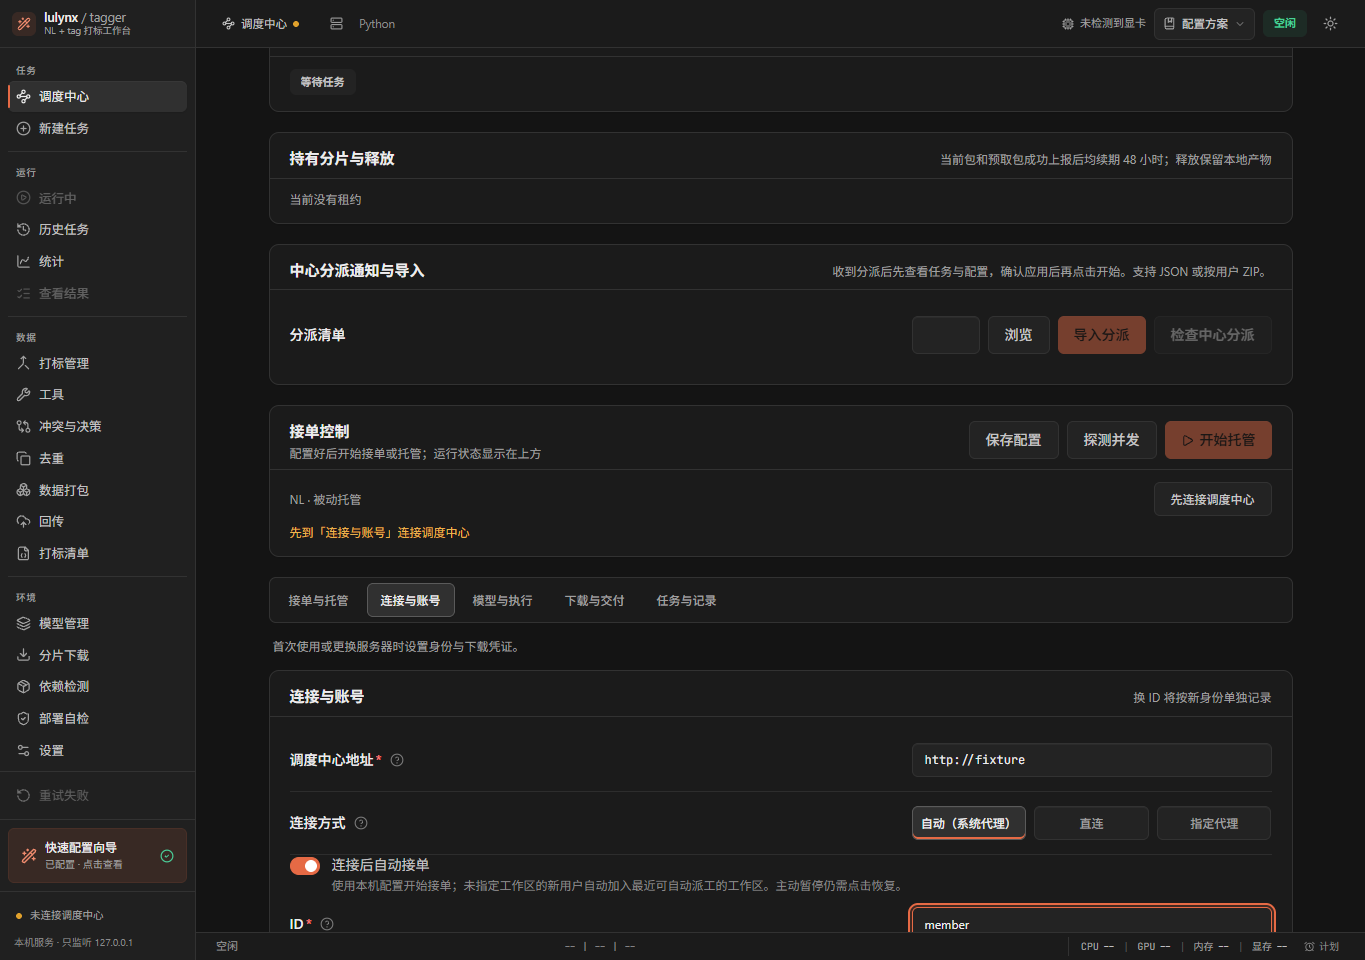 lulynx / tagger
NL + tag 打标工作台
调度中心
Python
未检测到显卡
配置方案
空闲
任务
调度中心
新建任务
运行
运行中
历史任务
统计
查看结果
数据
打标管理
工具
冲突与决策
去重
数据打包
回传
打标清单
环境
模型管理
分片下载
依赖检测
部署自检
设置
重试失败
快速配置向导
已配置 · 点击查看
未连接调度中心
本机服务 · 只监听 127.0.0.1
等待任务
持有分片与释放
当前包和预取包成功上报后均续期 48 小时；释放保留本地产物
当前没有租约
中心分派通知与导入
收到分派后先查看任务与配置，确认应用后再点击开始。支持 JSON 或按用户 ZIP。
分派清单
浏览
导入分派
检查中心分派
接单控制
配置好后开始接单或托管；运行状态显示在上方
保存配置
探测并发
开始托管
NL · 被动托管
先连接调度中心
先到「连接与账号」连接调度中心
接单与托管
连接与账号
模型与执行
下载与交付
任务与记录
首次使用或更换服务器时设置身份与下载凭证。
连接与账号
换 ID 将按新身份单独记录
调度中心地址 *
http://fixture
连接方式
自动（系统代理）
直连
指定代理
连接后自动接单
使用本机配置开始接单；未指定工作区的新用户自动加入最近可自动派工的工作区。主动暂停仍需点击恢复。
ID *
member
空闲
-- | -- | --
CPU -- | GPU -- | 内存 -- | 显存 --
计划